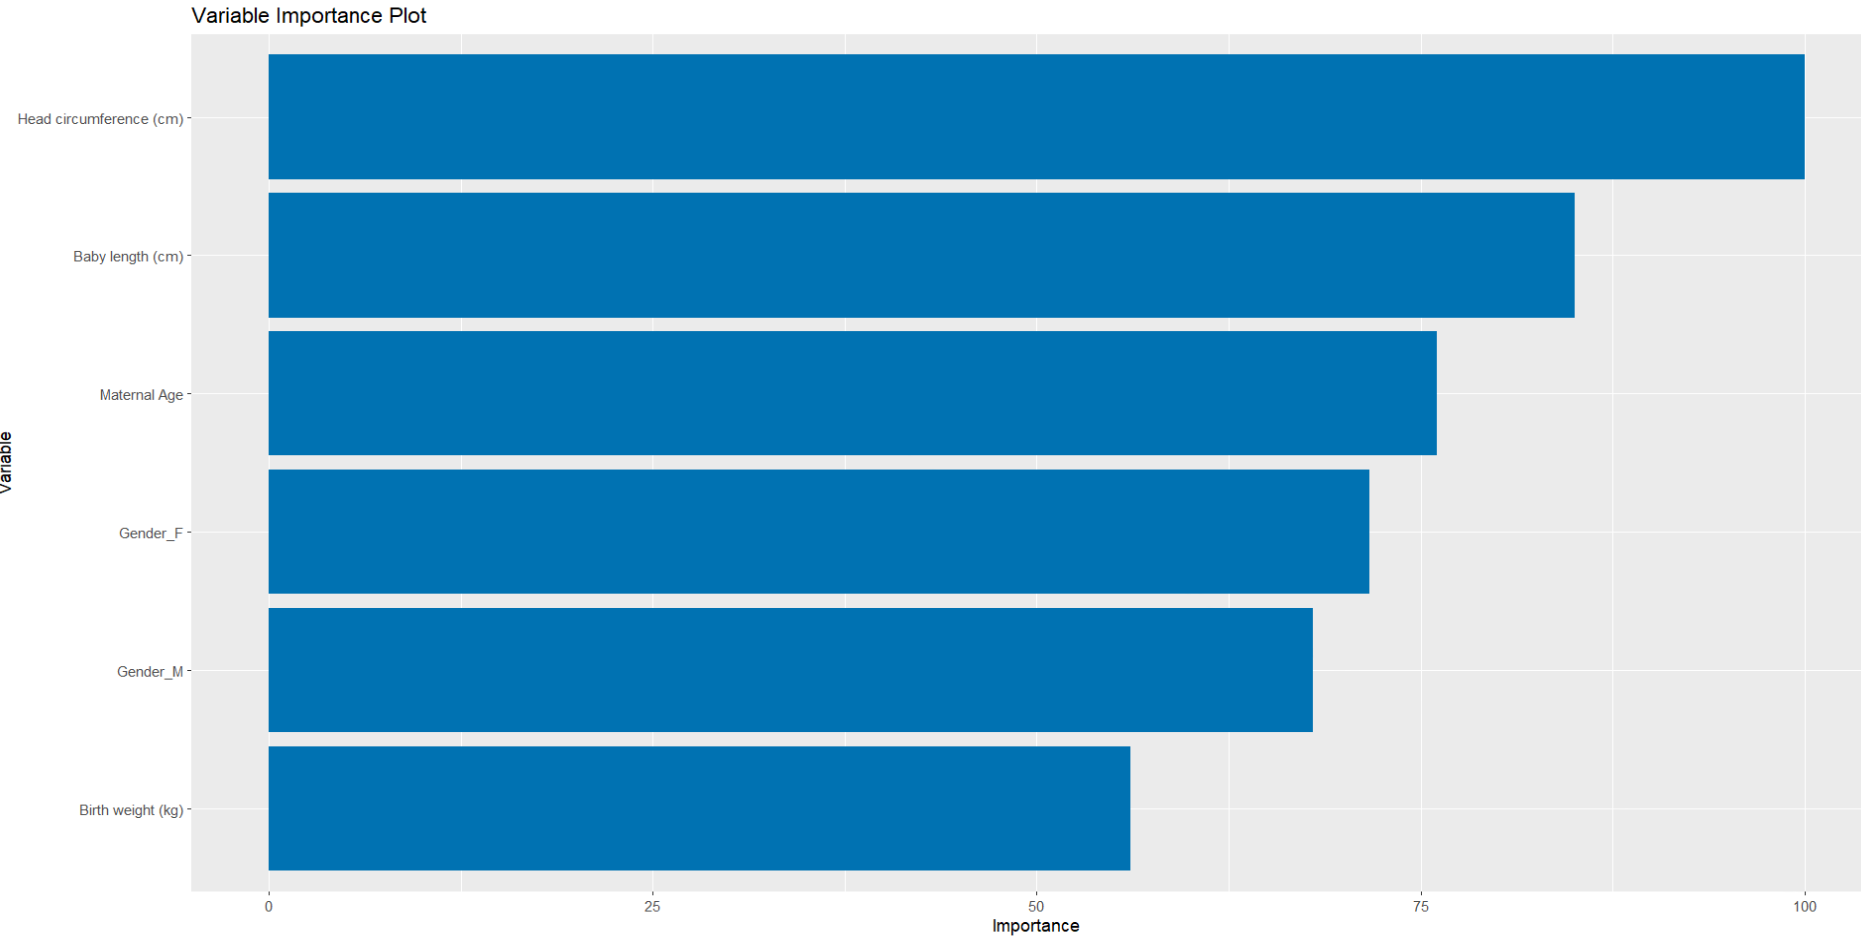 Variable Importance Plot
Variable
Head circumference (cm)
Baby length (cm)
Maternal Age
Gender_F
Gender_M
Birth weight (kg)
0 25 50 75 100
Importance